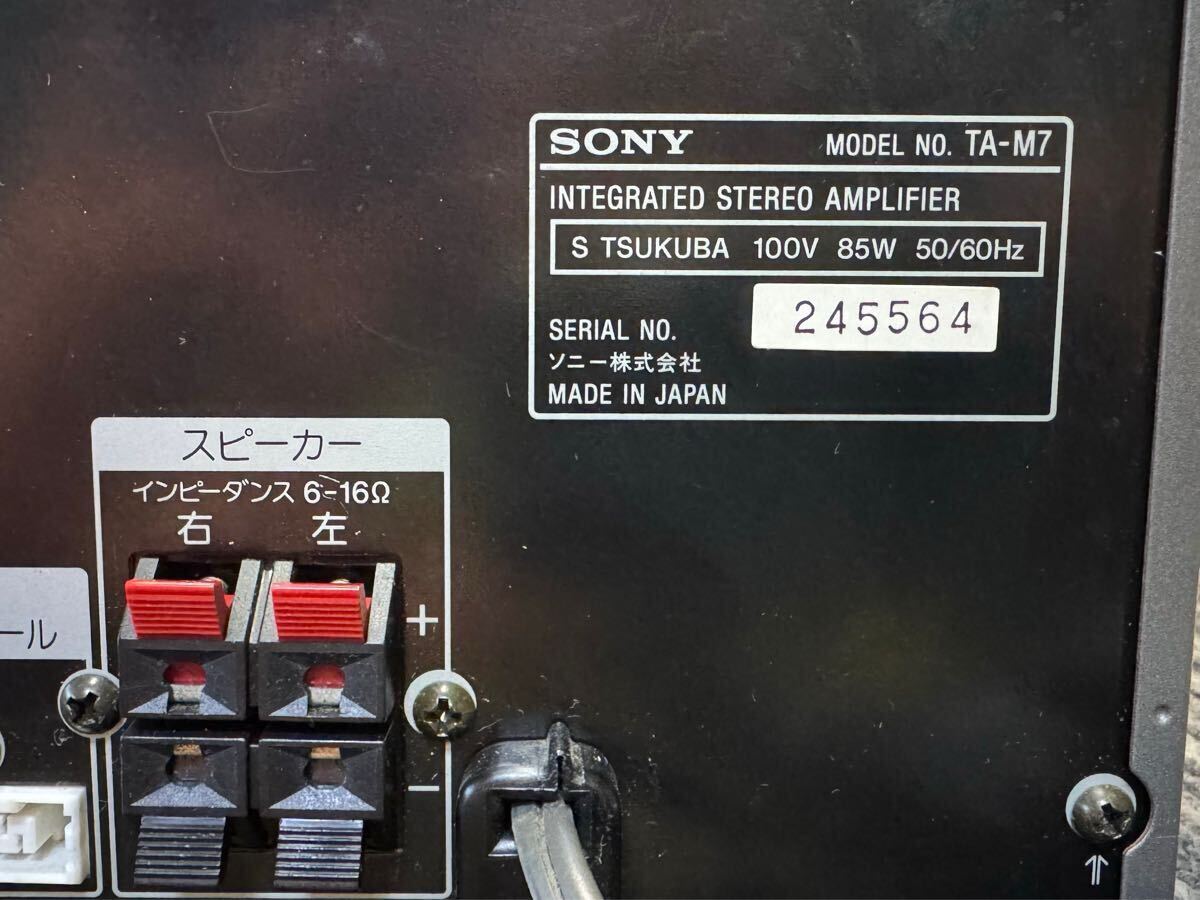 SONY MODEL NO. TA-M7
INTEGRATED STEREO AMPLIFIER
S TSUKUBA 100V 85W 50/60Hz
SERIAL NO. 245564
ソニー株式会社
MADE IN JAPAN
スピーカー
インピーダンス 6-16Ω
右 左
+
-
ール